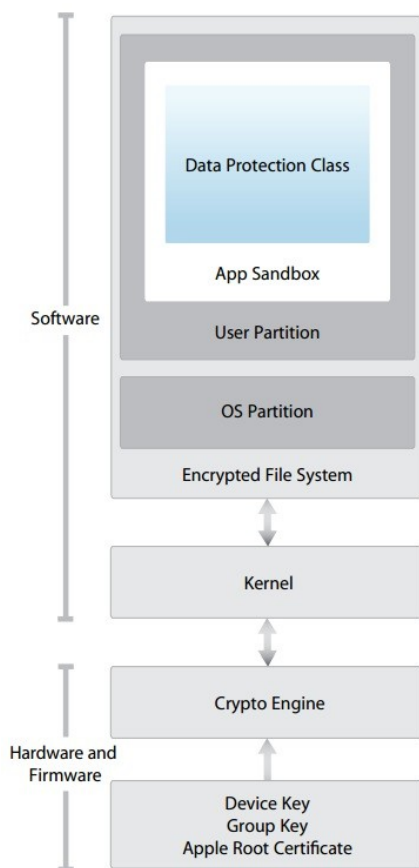 Data Protection Class
App Sandbox
User Partition
Software
OS Partition
Encrypted File System
Kernel
Crypto Engine
Hardware and
Firmware
Device Key
Group Key
Apple Root Certificate